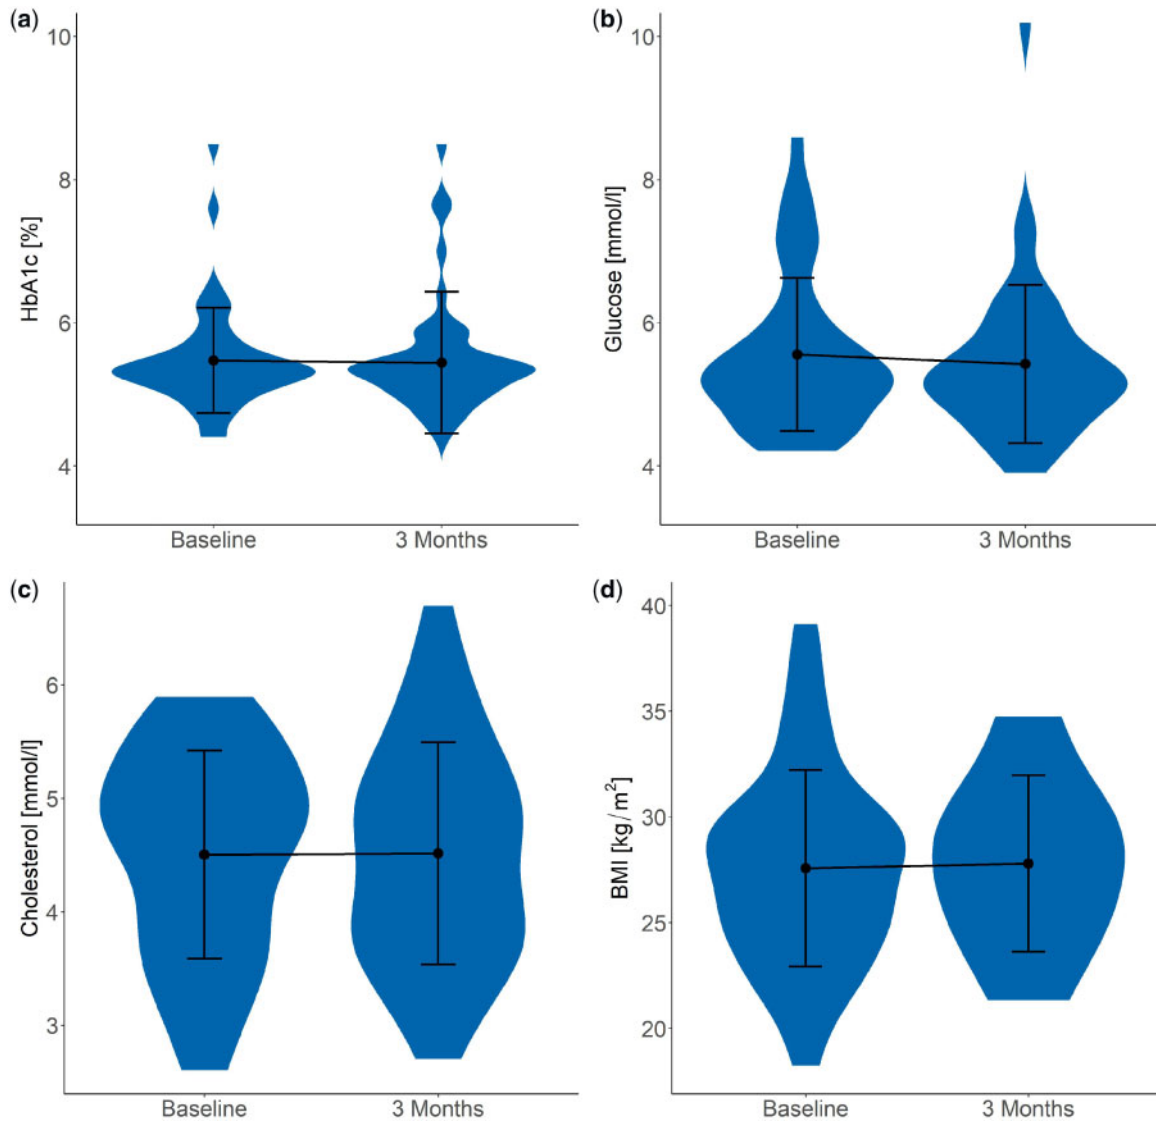 (a)
10
8
6
4
HbA1c [%]
Baseline 3 Months
(b)
10
8
6
4
Glucose [mmol/l]
Baseline 3 Months
(c)
6
5
4
3
Cholesterol [mmol/l]
Baseline 3 Months
(d)
40
35
30
25
20
BMI [kg/m²]
Baseline 3 Months